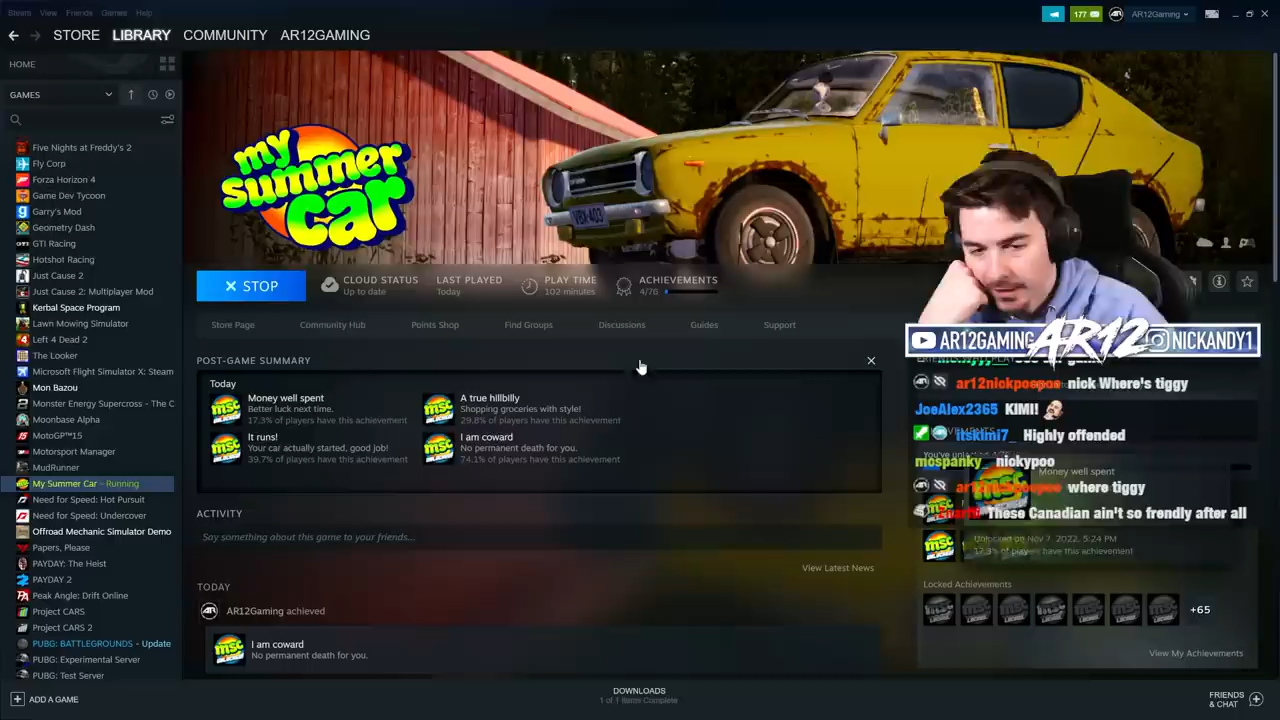 Steam View Friends Games Help
177 AR12Gaming
STORE LIBRARY COMMUNITY AR12GAMING
HOME
GAMES
Five Nights at Freddy's 2
Fly Corp
Forza Horizon 4
Game Dev Tycoon
Garry's Mod
Geometry Dash
GTI Racing
Hotshot Racing
Just Cause 2
Just Cause 2: Multiplayer Mod
Kerbal Space Program
Lawn Mowing Simulator
Left 4 Dead 2
The Looker
Microsoft Flight Simulator X: Steam
Mon Bazou
Monster Energy Supercross - The C
Moonbase Alpha
MotoGP™15
Motorsport Manager
MudRunner
My Summer Car - Running
Need for Speed: Hot Pursuit
Need for Speed: Undercover
Offroad Mechanic Simulator Demo
Papers, Please
PAYDAY: The Heist
PAYDAY 2
Peak Angle: Drift Online
Project CARS
Project CARS 2
PUBG: BATTLEGROUNDS - Update
PUBG: Experimental Server
PUBG: Test Server
ADD A GAME
my summer car
STOP
CLOUD STATUS
Up to date
LAST PLAYED
Today
PLAY TIME
102 minutes
ACHIEVEMENTS
4/76
Store Page Community Hub Points Shop Find Groups Discussions Guides Support
POST-GAME SUMMARY
Today
Money well spent
Better luck next time.
17.3% of players have this achievement
A true hillbilly
Shopping groceries with style!
29.8% of players have this achievement
It runs!
Your car actually started, good job!
39.7% of players have this achievement
I am coward
No permanent death for you.
74.1% of players have this achievement
ACTIVITY
Say something about this game to your friends...
View Latest News
TODAY
AR12Gaming achieved
I am coward
No permanent death for you.
AR12GAMING AR12 NICKANDY1
ar12nickpoopoo nick Where's tiggy
JoeAlex2365 KIMI!
itskimi7_ Highly offended
mcspanky_ nickypoo
where tiggy
These Canadian ain't so frendly after all
Money well spent
Unlocked on Nov 7, 2022, 5:24 PM
17.3% of players have this achievement
Locked Achievements
+65
View My Achievements
DOWNLOADS
1 of 1 Items Complete
FRIENDS
& CHAT